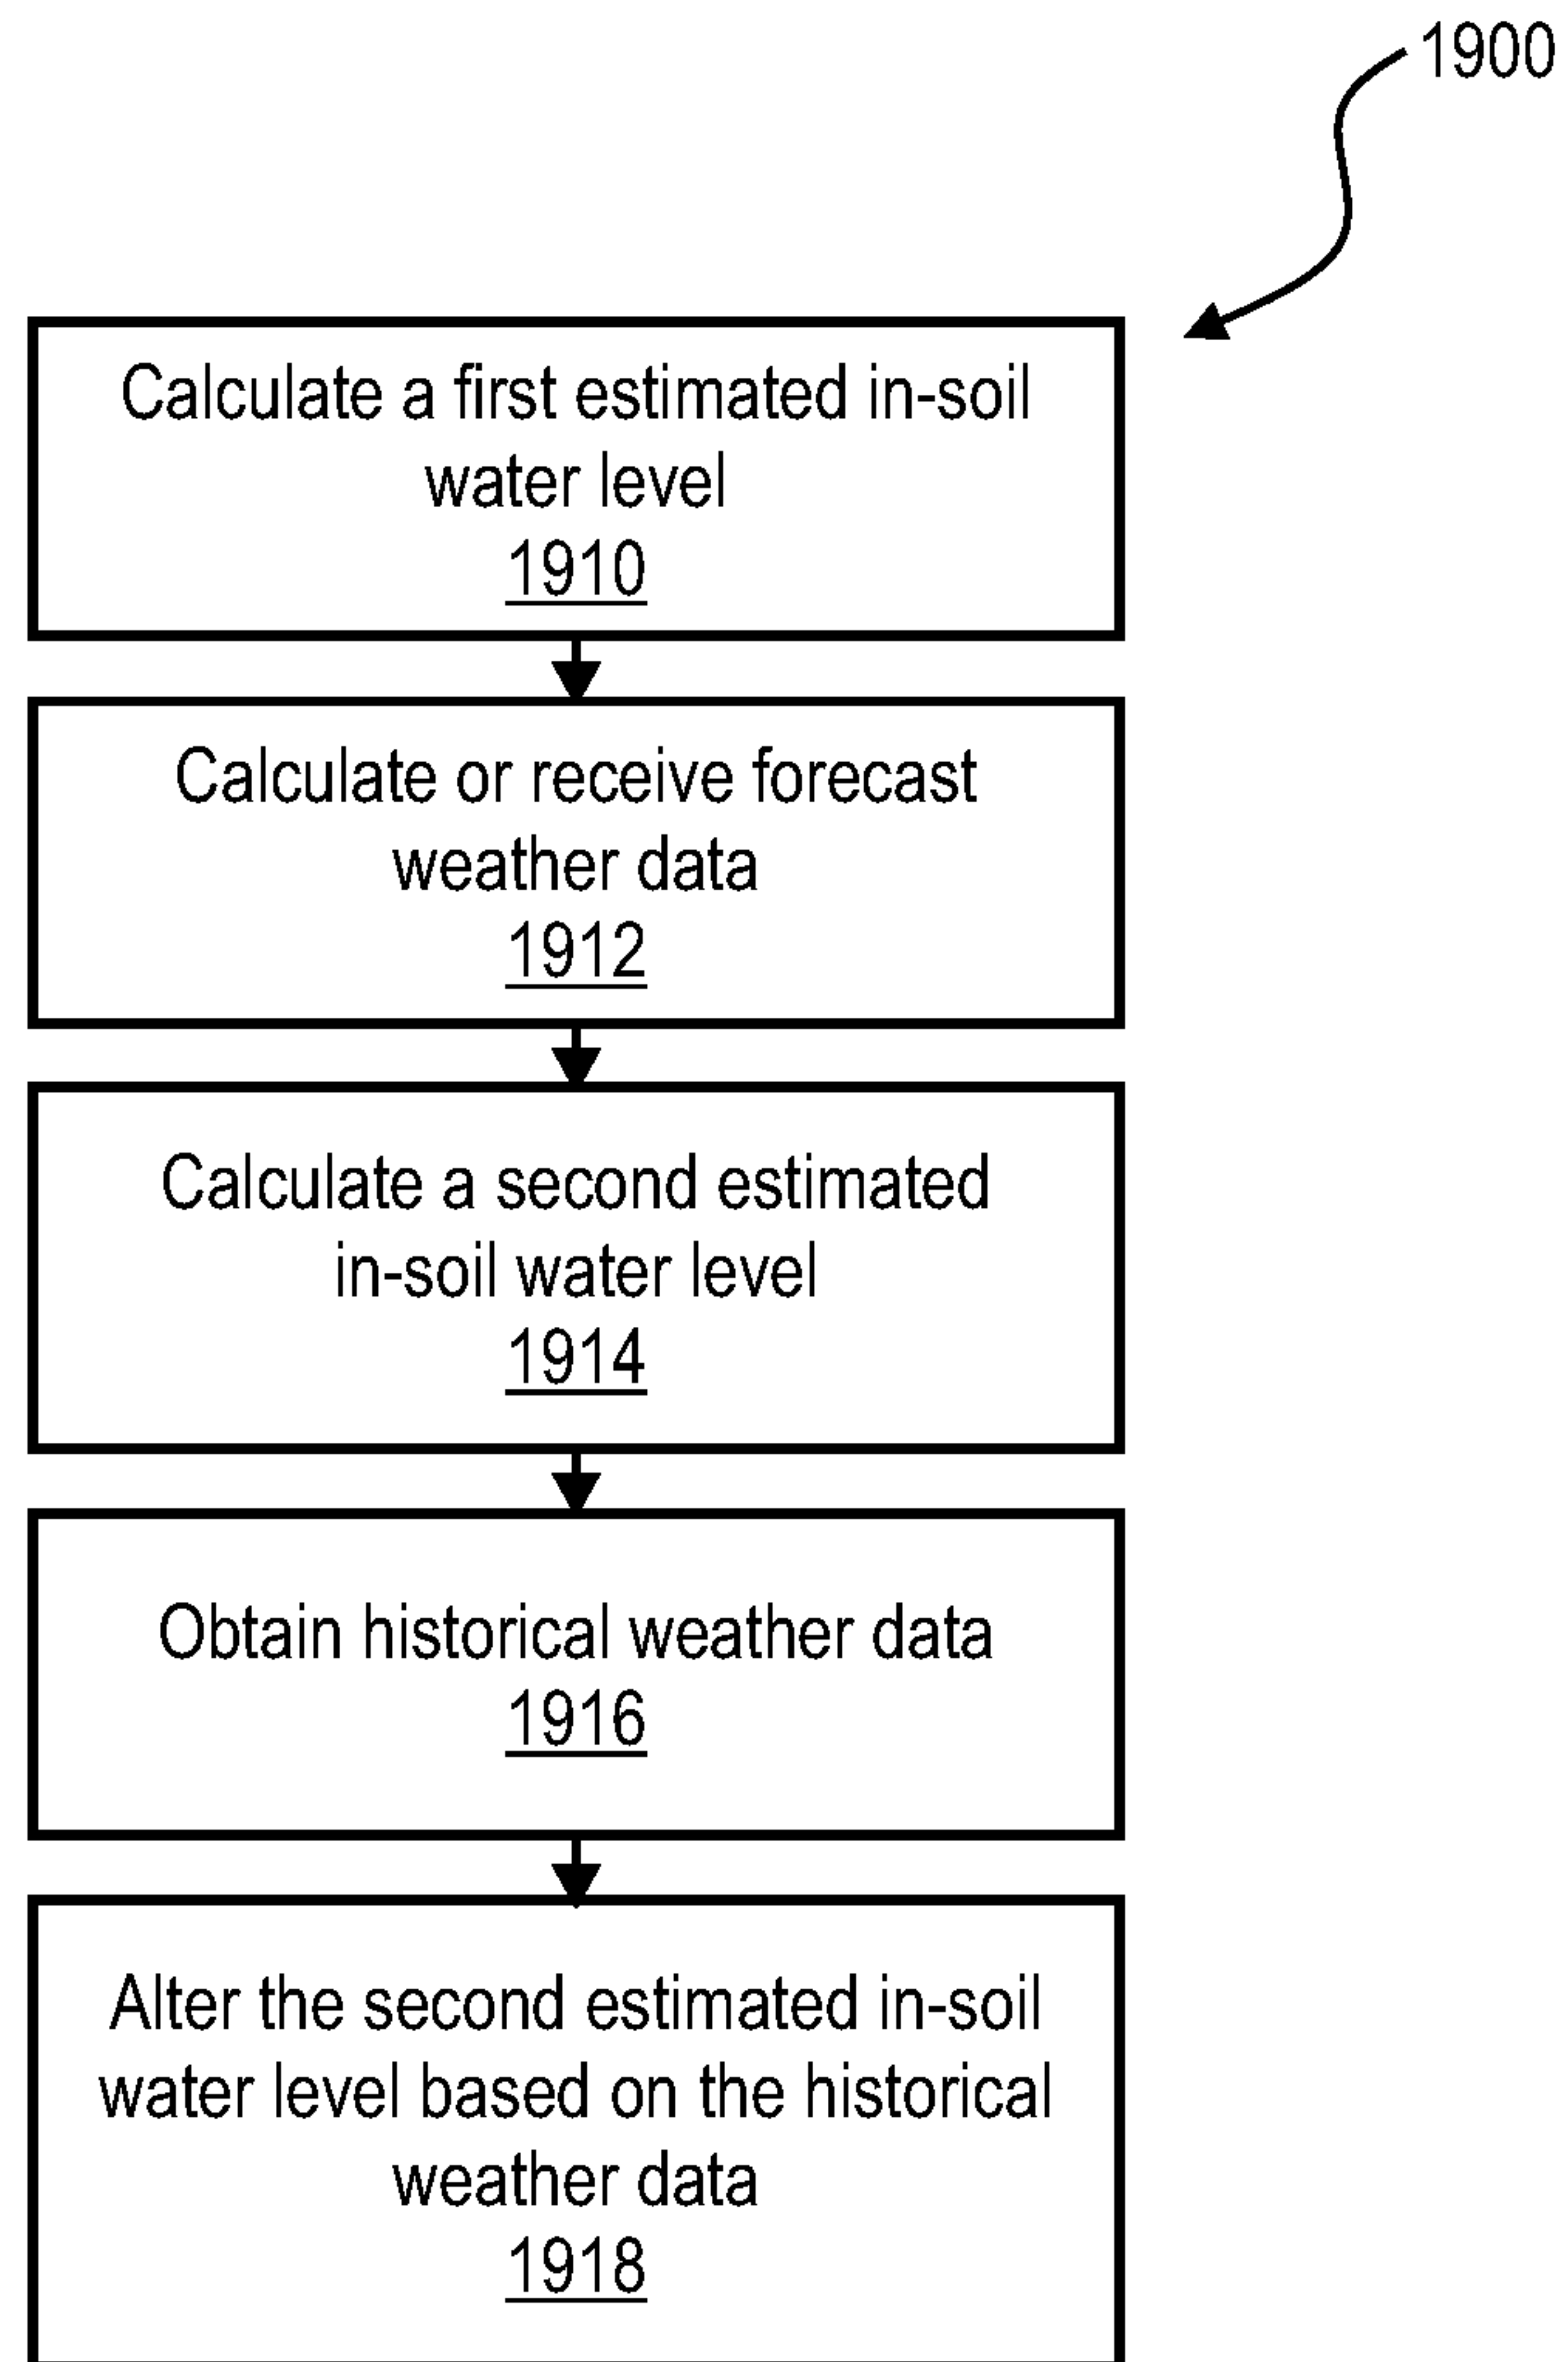 1900
Calculate a first estimated in-soil
water level
1910
Calculate or receive forecast
weather data
1912
Calculate a second estimated
in-soil water level
1914
Obtain historical weather data
1916
Alter the second estimated in-soil
water level based on the historical
weather data
1918